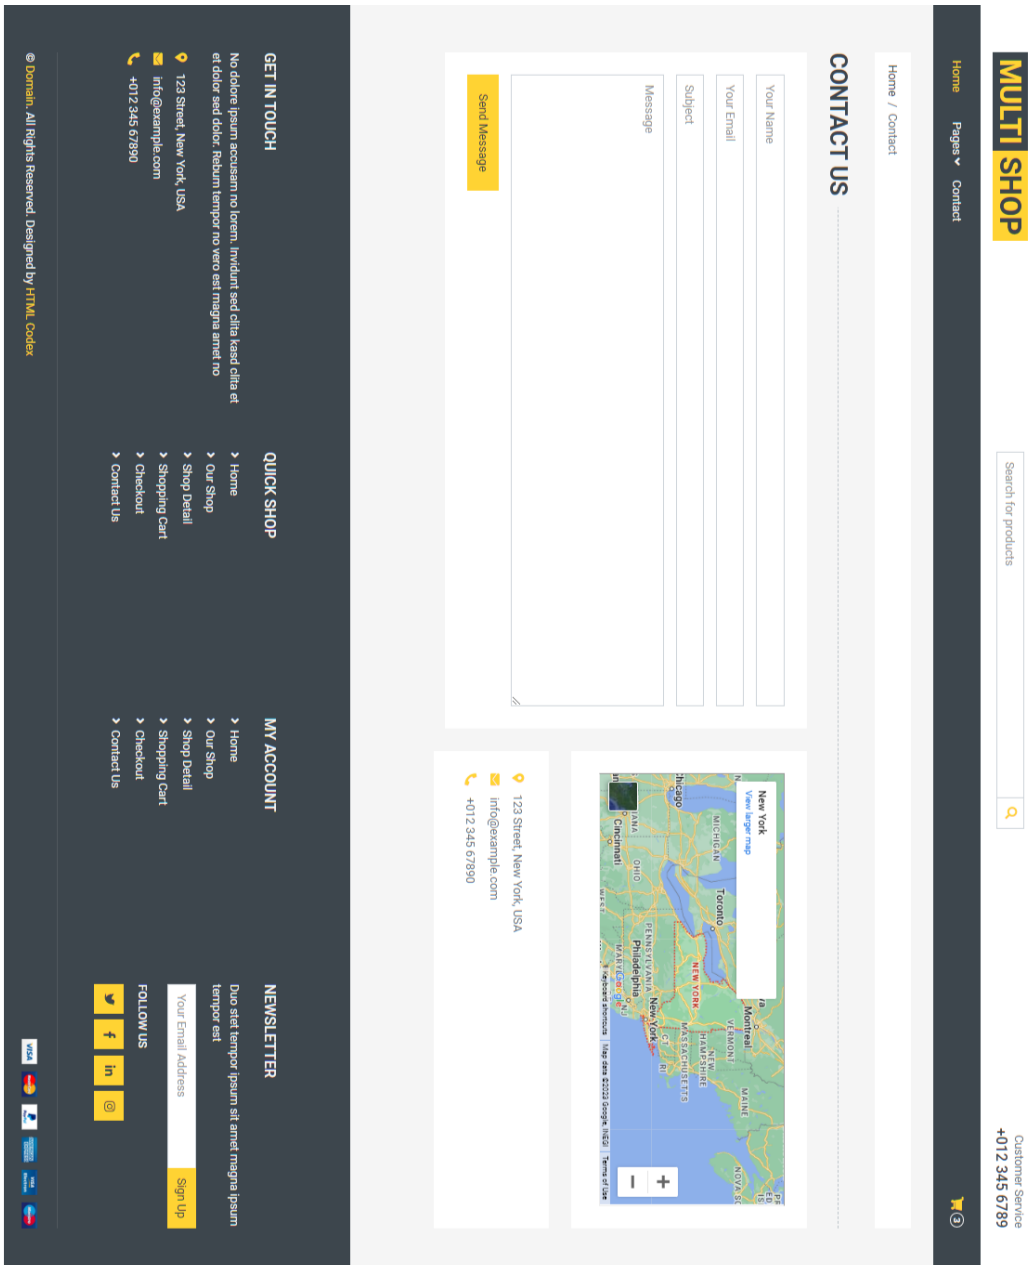 MULTI SHOP
Search for products
Customer Service
+012 345 6789
Home Pages Contact
3
Home / Contact
CONTACT US
Your Name
Your Email
Subject
Message
Send Message
New York
View larger map
MICHIGAN
Toronto
Montreal
VERMONT
NEW HAMPSHIRE
MAINE
MASSACHUSETTS
NEW YORK
CT
RI
OHIO
PENNSYLVANIA
Philadelphia
New York
NJ
Cincinnati
Google
Keyboard shortcuts
Map data ©2023 Google, INEGI
Terms of Use
123 Street, New York, USA
info@example.com
+012 345 67890
GET IN TOUCH
No dolore ipsum accusam no lorem. Invidunt sed clita kasd clita et
et dolor sed dolor. Rebum tempor no vero est magna amet no
123 Street, New York, USA
info@example.com
+012 345 67890
QUICK SHOP
Home
Our Shop
Shop Detail
Shopping Cart
Checkout
Contact Us
MY ACCOUNT
Home
Our Shop
Shop Detail
Shopping Cart
Checkout
Contact Us
NEWSLETTER
Duo stet tempor ipsum sit amet magna ipsum
tempor est
Your Email Address
Sign Up
FOLLOW US
© Domain. All Rights Reserved. Designed by HTML Codex
VISA